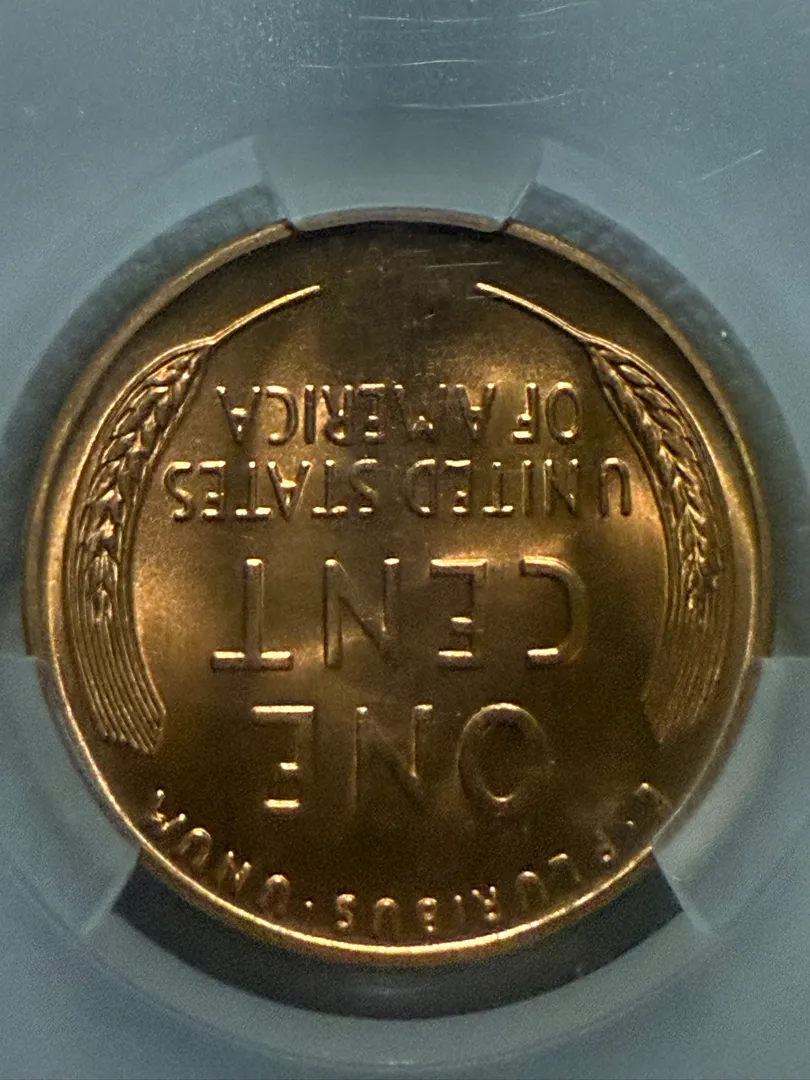 E · PLURIBUS · UNUM
ONE
CENT
UNITED STATES
OF AMERICA